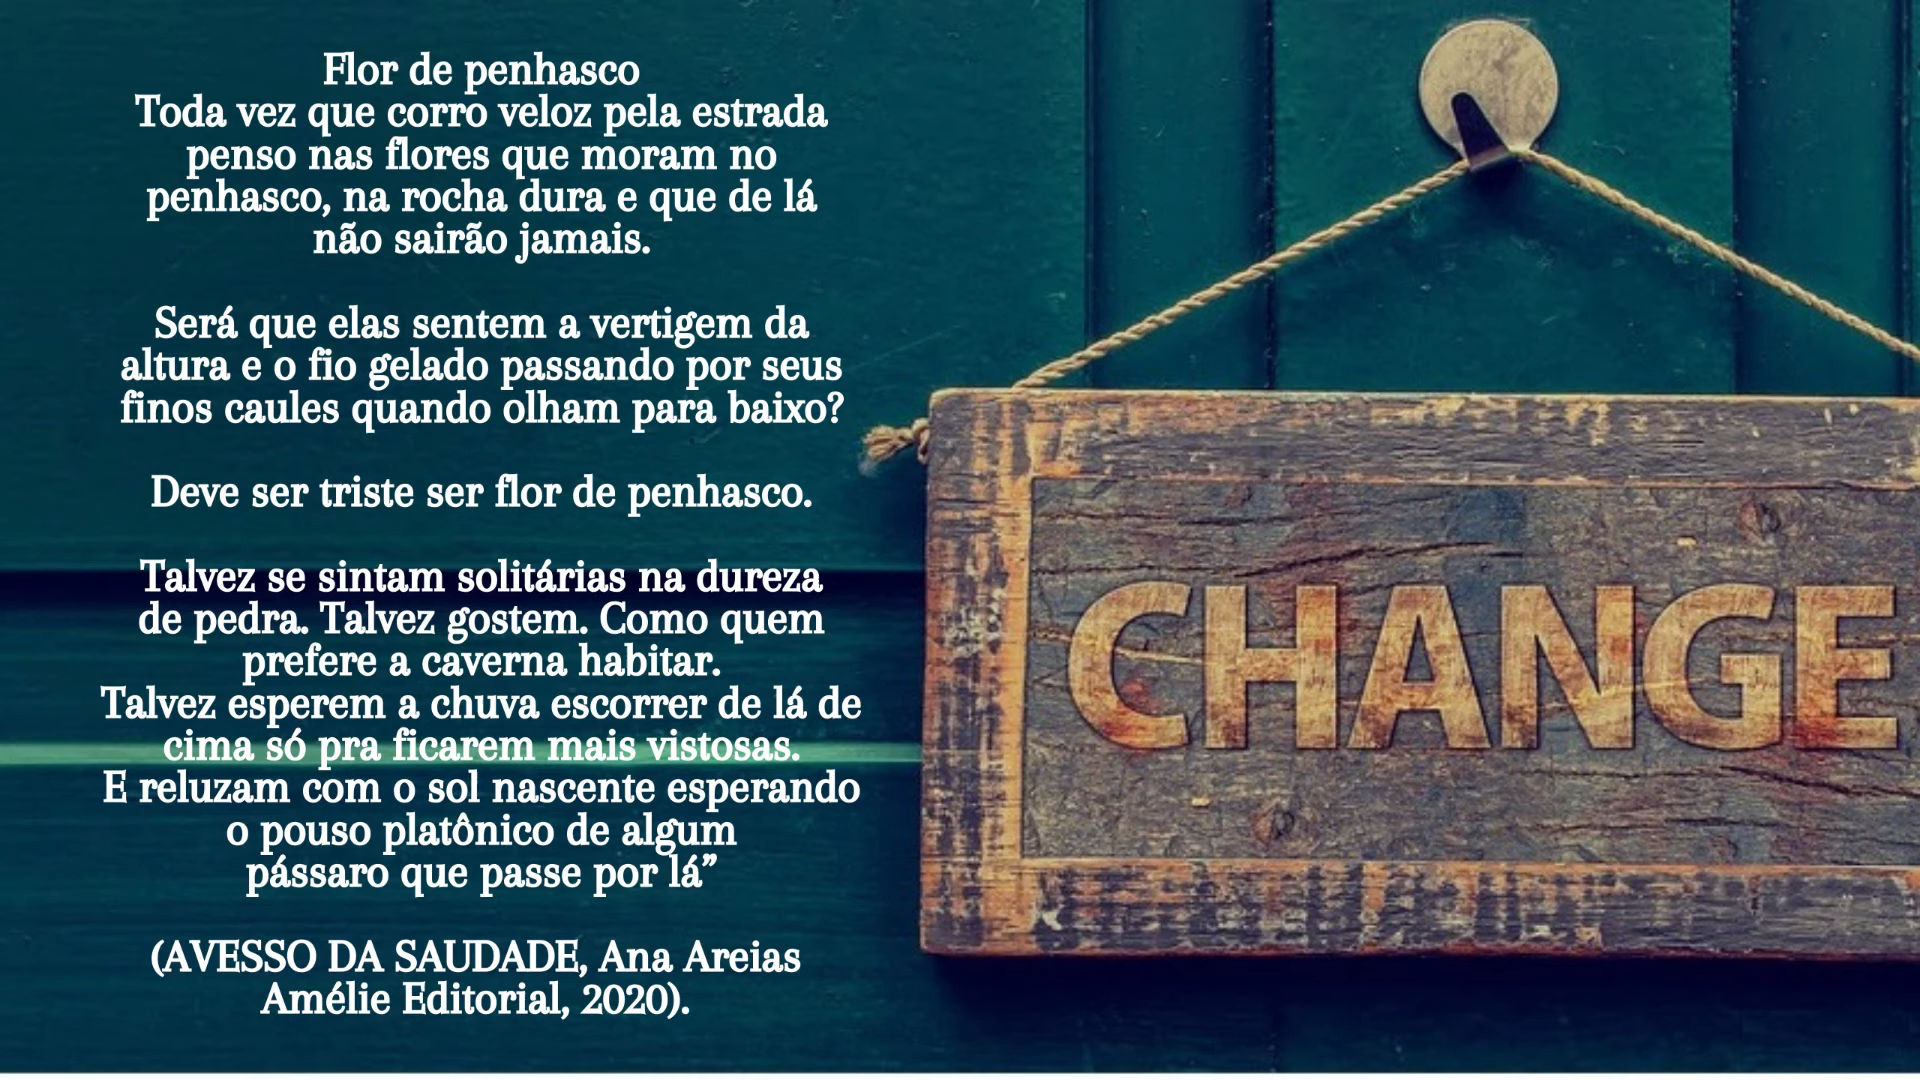 Flor de penhasco
Toda vez que corro veloz pela estrada
penso nas flores que moram no
penhasco, na rocha dura e que de lá
não sairão jamais.
Será que elas sentem a vertigem da
altura e o fio gelado passando por seus
finos caules quando olham para baixo?
Deve ser triste ser flor de penhasco.
Talvez se sintam solitárias na dureza
de pedra. Talvez gostem. Como quem
prefere a caverna habitar.
Talvez esperem a chuva escorrer de lá de
cima só pra ficarem mais vistosas.
E reluzam com o sol nascente esperando
o pouso platônico de algum
pássaro que passe por lá”
(AVESSO DA SAUDADE, Ana Areias
Amélie Editorial, 2020).
CHANGE